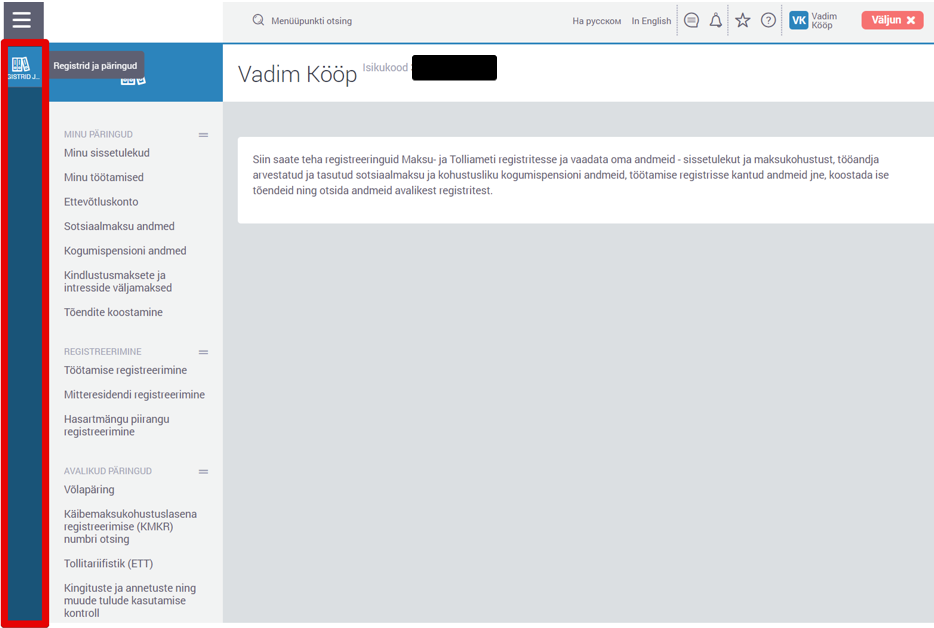 Menüüpunkti otsing
На русском
In English
VK
Vadim
Kööp
Väljun
GISTRID J...
Registrid ja päringud
Vadim Kööp
Isikukood
MINU PÄRINGUD
Minu sissetulekud
Minu töötamised
Ettevõtluskonto
Sotsiaalmaksu andmed
Kogumispensioni andmed
Kindlustusmaksete ja
intresside väljamaksed
Tõendite koostamine
REGISTREERIMINE
Töötamise registreerimine
Mitteresidendi registreerimine
Hasartmängu piirangu
registreerimine
AVALIKUD PÄRINGUD
Võlapäring
Käibemaksukohustuslasena
registreerimise (KMKR)
numbri otsing
Tollitariifistik (ETT)
Kingituste ja annetuste ning
muude tulude kasutamise
kontroll
Siin saate teha registreeringuid Maksu- ja Tolliameti registritesse ja vaadata oma andmeid - sissetulekut ja maksukohustust, tööandja
arvestatud ja tasutud sotsiaalmaksu ja kohustusliku kogumispensioni andmeid, töötamise registrisse kantud andmeid jne, koostada ise
tõendeid ning otsida andmeid avalikest registritest.